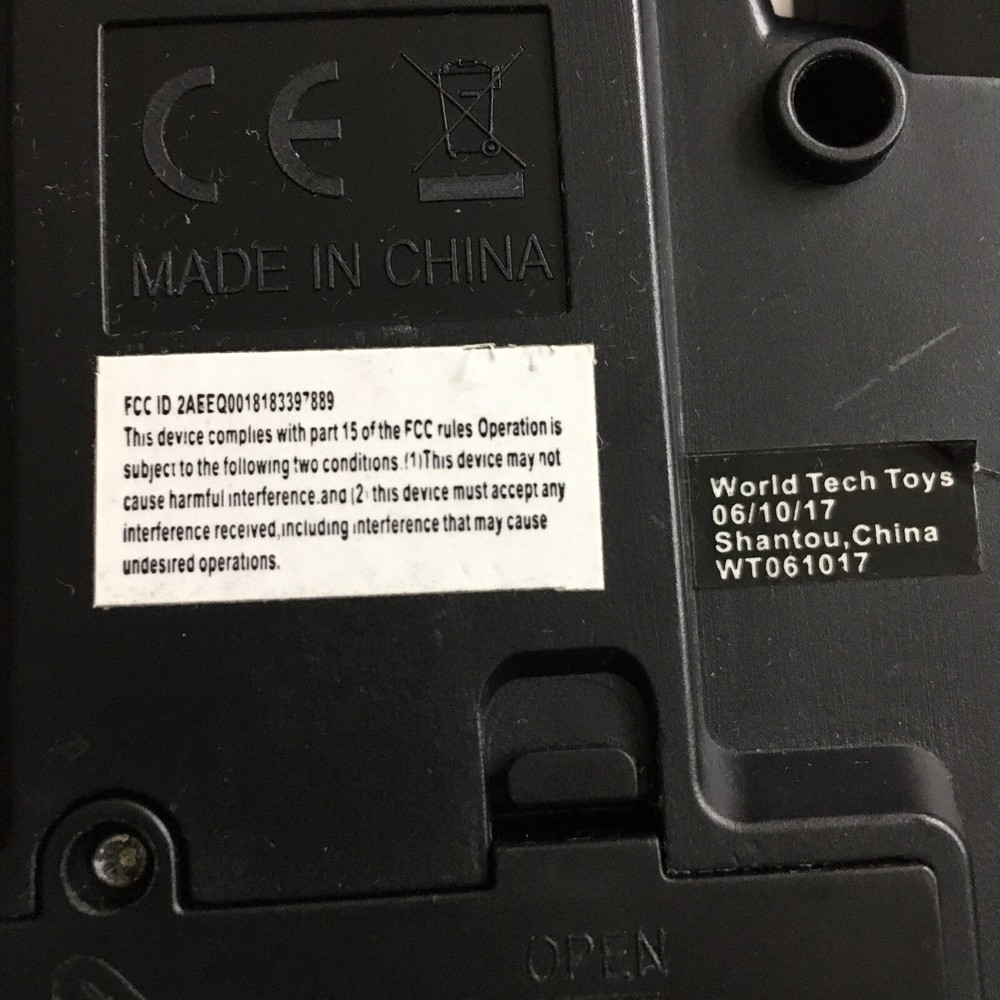 CE
MADE IN CHINA
FCC ID 2AEEQ0018183397889
This device complies with part 15 of the FCC rules Operation is
subject to the following two conditions.(1)This device may not
cause harmful interference.and (2) this device must accept any
interference received,including interference that may cause
undesired operations.
World Tech Toys
06/10/17
Shantou,China
WT061017
OPEN